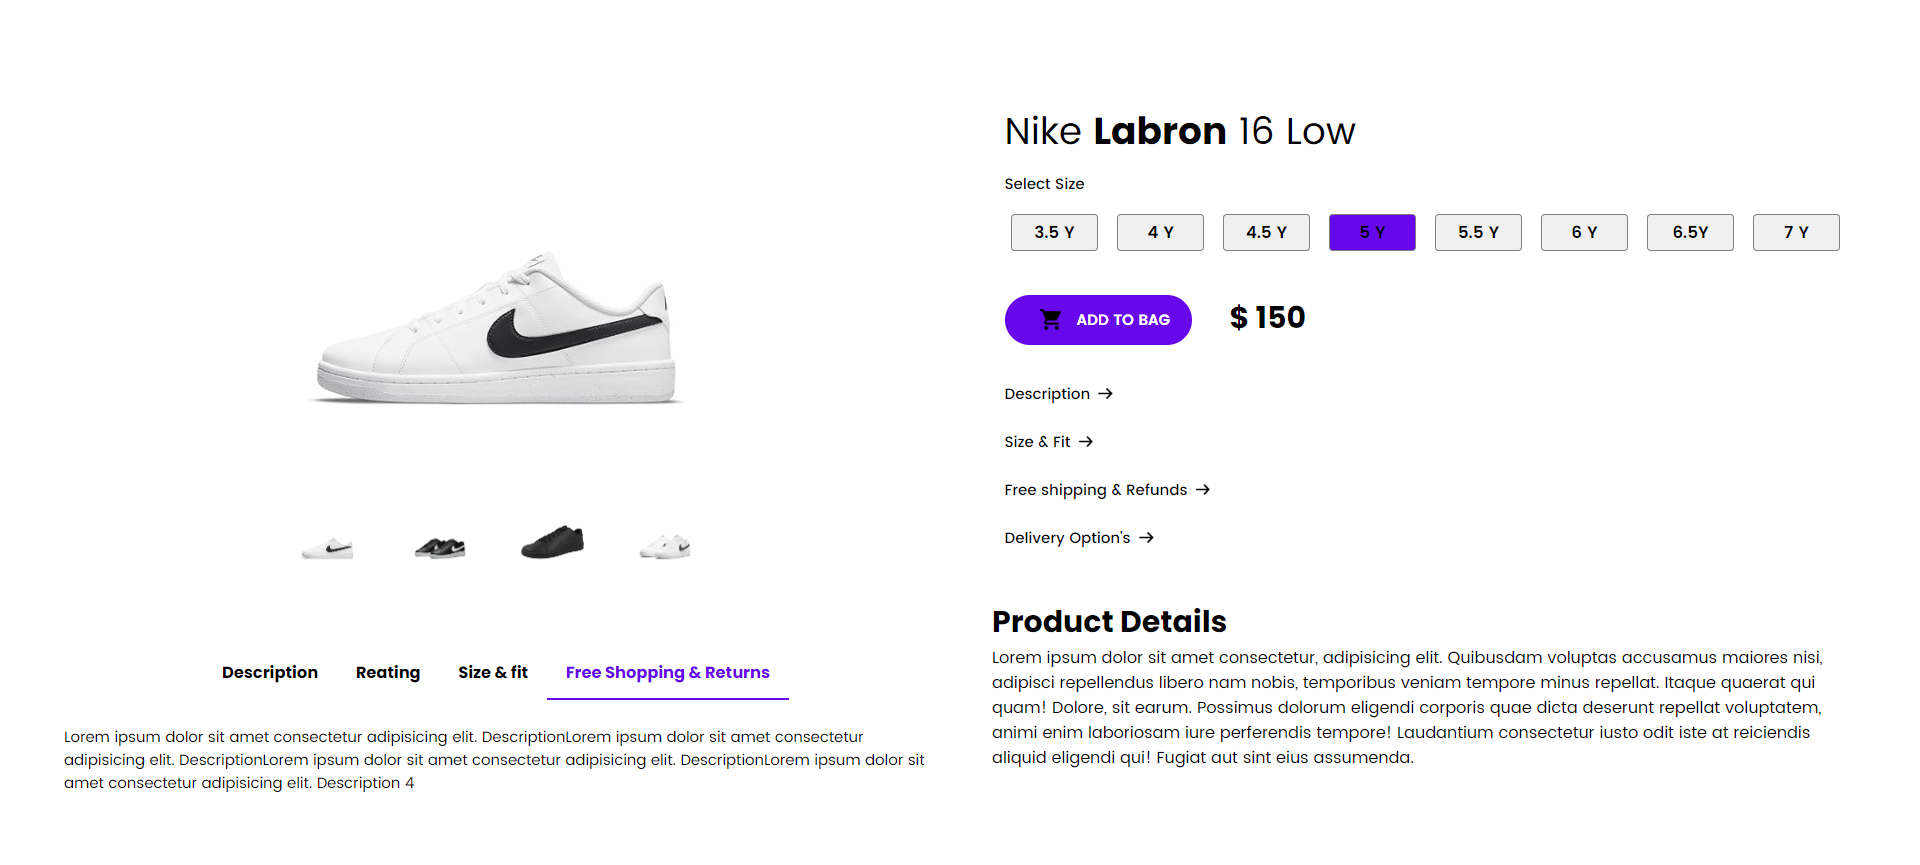 Nike Labron 16 Low
Select Size
3.5 Y
4 Y
4.5 Y
5 Y
5.5 Y
6 Y
6.5Y
7 Y
ADD TO BAG
$ 150
Description
Size & Fit
Free shipping & Refunds
Delivery Option's
Description
Reating
Size & fit
Free Shopping & Returns
Lorem ipsum dolor sit amet consectetur adipisicing elit. DescriptionLorem ipsum dolor sit amet consectetur
adipisicing elit. DescriptionLorem ipsum dolor sit amet consectetur adipisicing elit. DescriptionLorem ipsum dolor sit
amet consectetur adipisicing elit. Description 4
Product Details
Lorem ipsum dolor sit amet consectetur, adipisicing elit. Quibusdam voluptas accusamus maiores nisi,
adipisci repellendus libero nam nobis, temporibus veniam tempore minus repellat. Itaque quaerat qui
quam! Dolore, sit earum. Possimus dolorum eligendi corporis quae dicta deserunt repellat voluptatem,
animi enim laboriosam iure perferendis tempore! Laudantium consectetur iusto odit iste at reiciendis
aliquid eligendi qui! Fugiat aut sint eius assumenda.